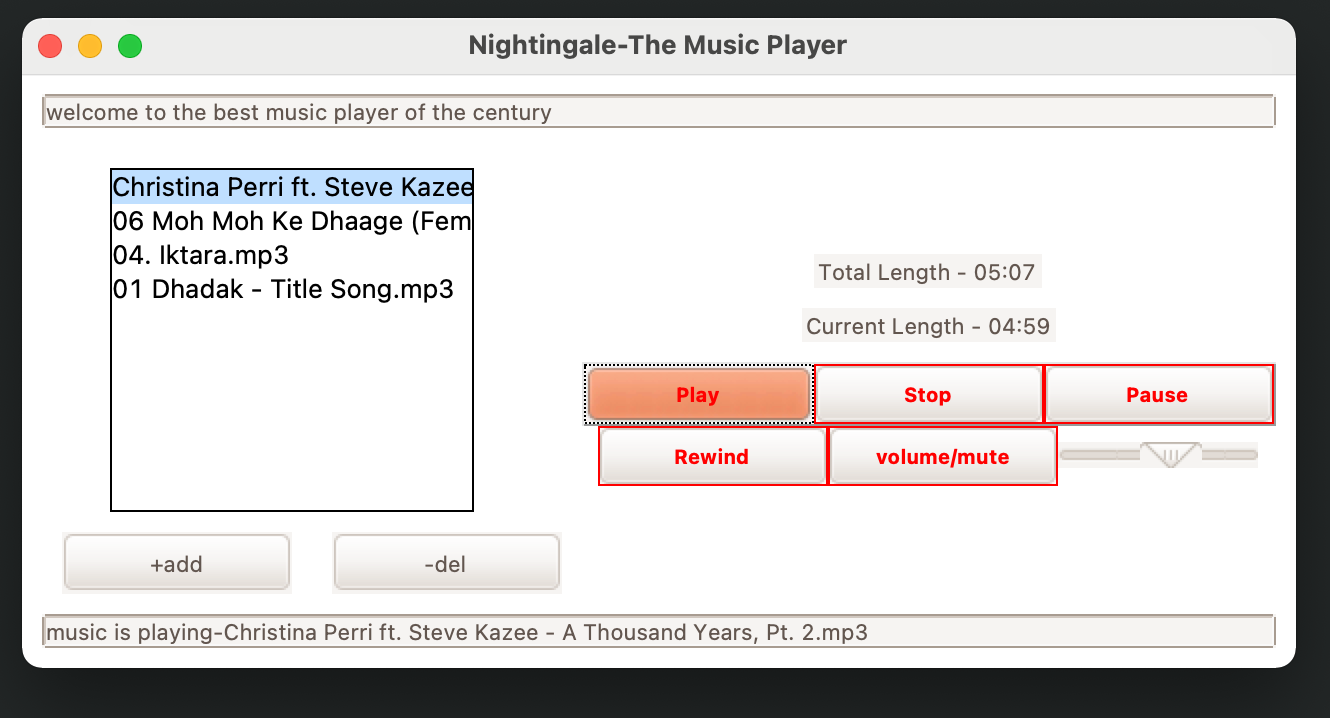 Nightingale-The Music Player
welcome to the best music player of the century
Christina Perri ft. Steve Kazee
06 Moh Moh Ke Dhaage (Fem
04. Iktara.mp3
01 Dhadak - Title Song.mp3
Total Length - 05:07
Current Length - 04:59
Play
Stop
Pause
Rewind
volume/mute
+add
-del
music is playing-Christina Perri ft. Steve Kazee - A Thousand Years, Pt. 2.mp3